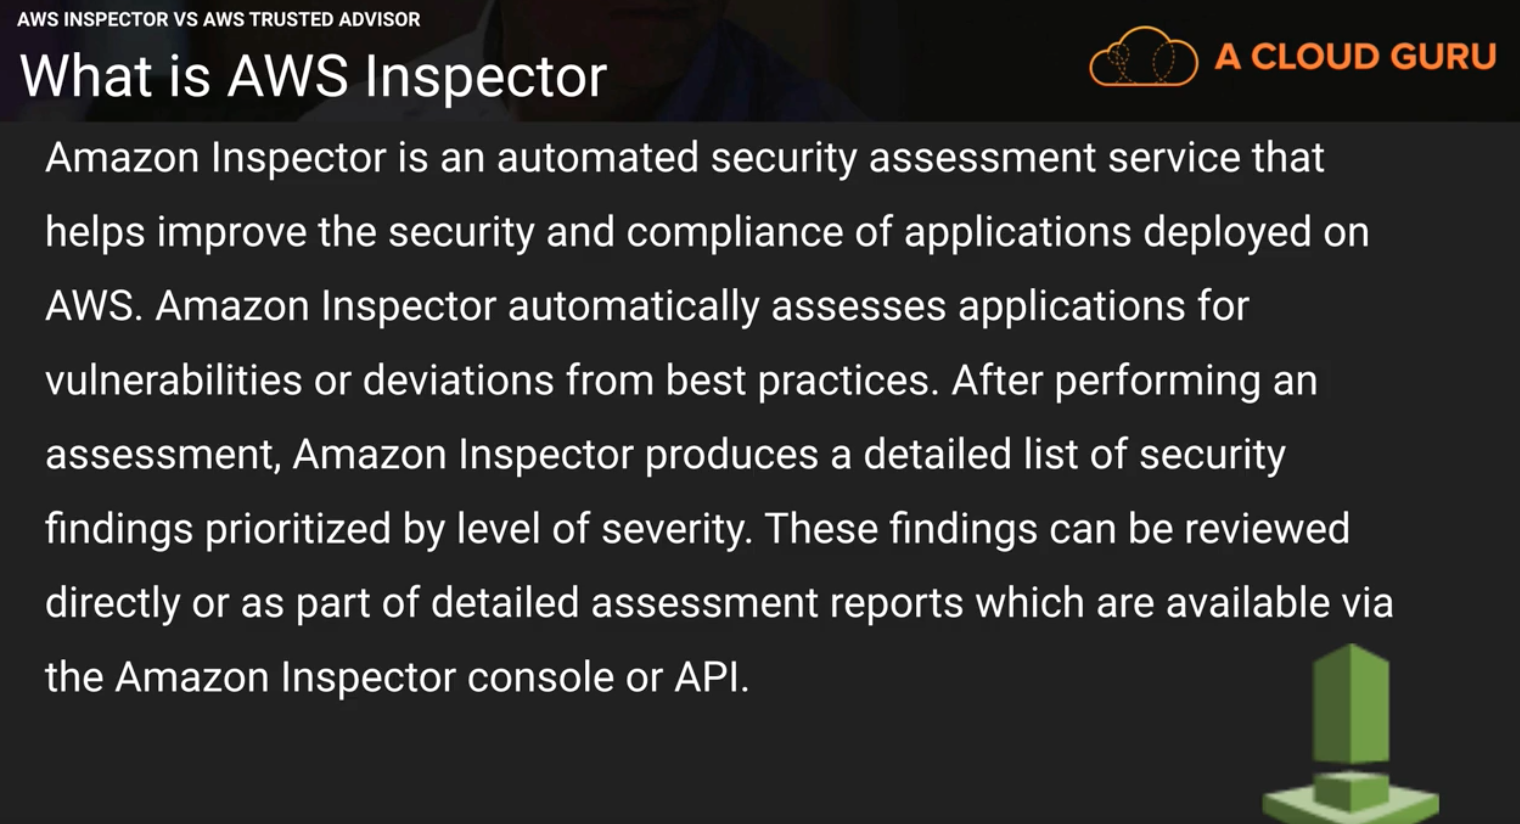 AWS INSPECTOR VS AWS TRUSTED ADVISOR
What is AWS Inspector
A CLOUD GURU
Amazon Inspector is an automated security assessment service that
helps improve the security and compliance of applications deployed on
AWS. Amazon Inspector automatically assesses applications for
vulnerabilities or deviations from best practices. After performing an
assessment, Amazon Inspector produces a detailed list of security
findings prioritized by level of severity. These findings can be reviewed
directly or as part of detailed assessment reports which are available via
the Amazon Inspector console or API.